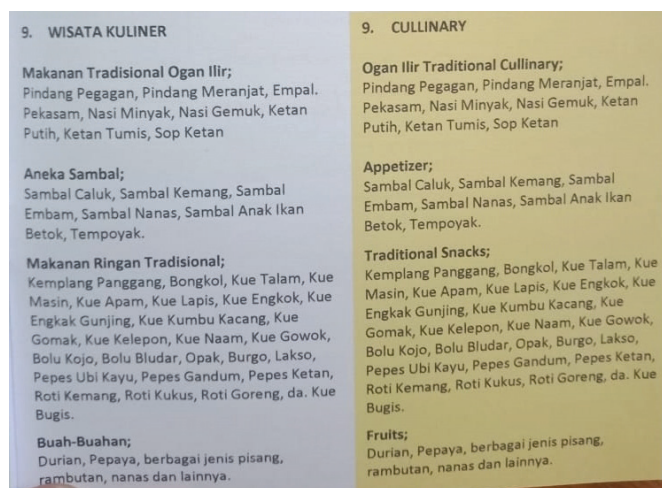 9. WISATA KULINER
Makanan Tradisional Ogan Ilir;
Pindang Pegagan, Pindang Meranjat, Empal.
Pekasam, Nasi Minyak, Nasi Gemuk, Ketan
Putih, Ketan Tumis, Sop Ketan
Aneka Sambal;
Sambal Caluk, Sambal Kemang, Sambal
Embam, Sambal Nanas, Sambal Anak Ikan
Betok, Tempoyak.
Makanan Ringan Tradisional;
Kemplang Panggang, Bongkol, Kue Talam, Kue
Masin, Kue Apam, Kue Lapis, Kue Engkok, Kue
Engkak Gunjing, Kue Kumbu Kacang, Kue
Gomak, Kue Kelepon, Kue Naam, Kue Gowok,
Bolu Kojo, Bolu Bludar, Opak, Burgo, Lakso,
Pepes Ubi Kayu, Pepes Gandum, Pepes Ketan,
Roti Kemang, Roti Kukus, Roti Goreng, da. Kue
Bugis.
Buah-Buahan;
Durian, Pepaya, berbagai jenis pisang,
rambutan, nanas dan lainnya.
9. CULLINARY
Ogan Ilir Traditional Cullinary;
Pindang Pegagan, Pindang Meranjat, Empal.
Pekasam, Nasi Minyak, Nasi Gemuk, Ketan
Putih, Ketan Tumis, Sop Ketan
Appetizer;
Sambal Caluk, Sambal Kemang, Sambal
Embam, Sambal Nanas, Sambal Anak Ikan
Betok, Tempoyak.
Traditional Snacks;
Kemplang Panggang, Bongkol, Kue Talam, Kue
Masin, Kue Apam, Kue Lapis, Kue Engkok, Kue
Engkak Gunjing, Kue Kumbu Kacang, Kue
Gomak, Kue Kelepon, Kue Naam, Kue Gowok,
Bolu Kojo, Bolu Bludar, Opak, Burgo, Lakso,
Pepes Ubi Kayu, Pepes Gandum, Pepes Ketan,
Roti Kemang, Roti Kukus, Roti Goreng, da. Kue
Bugis.
Fruits;
Durian, Pepaya, berbagai jenis pisang,
rambutan, nanas dan lainnya.